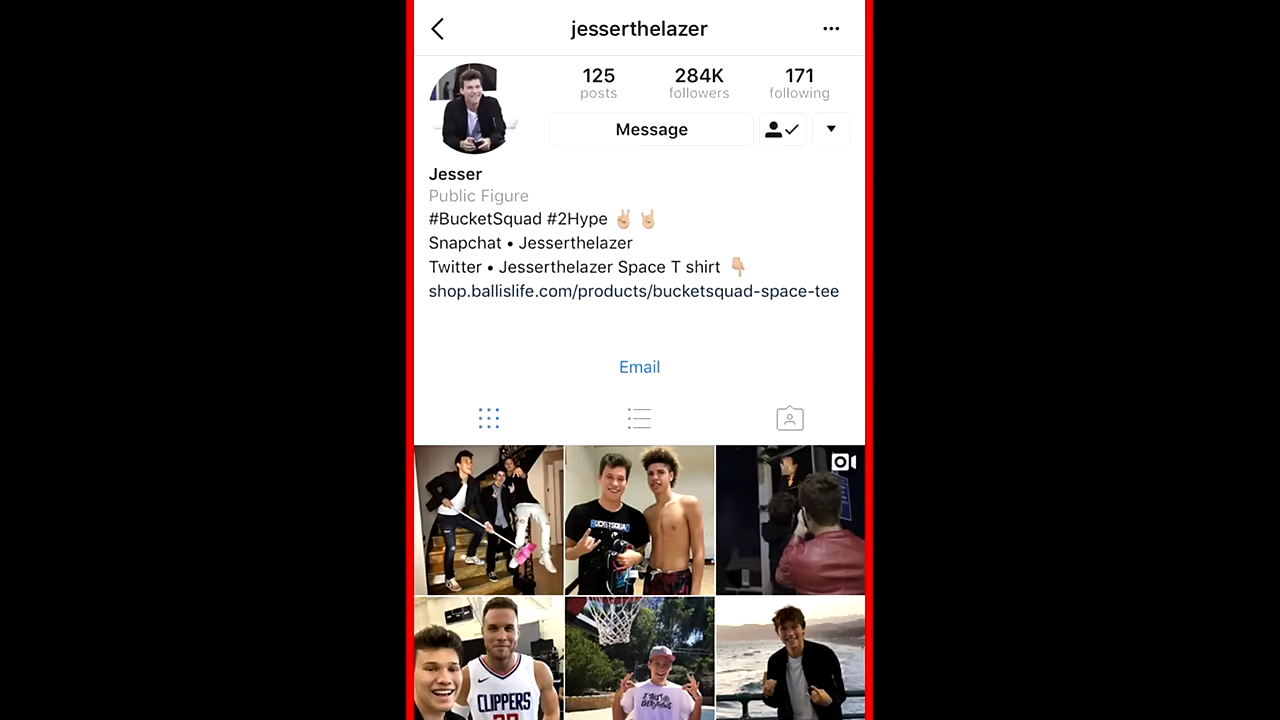 jesserthelazer
125 284K 171
posts followers following
Message
Jesser
Public Figure
#BucketSquad #2Hype ✌🏻 🤘🏻
Snapchat • Jesserthelazer
Twitter • Jesserthelazer Space T shirt 👇🏻
shop.ballislife.com/products/bucketsquad-space-tee
Email
BUCKETSQUAD
CLIPPERS